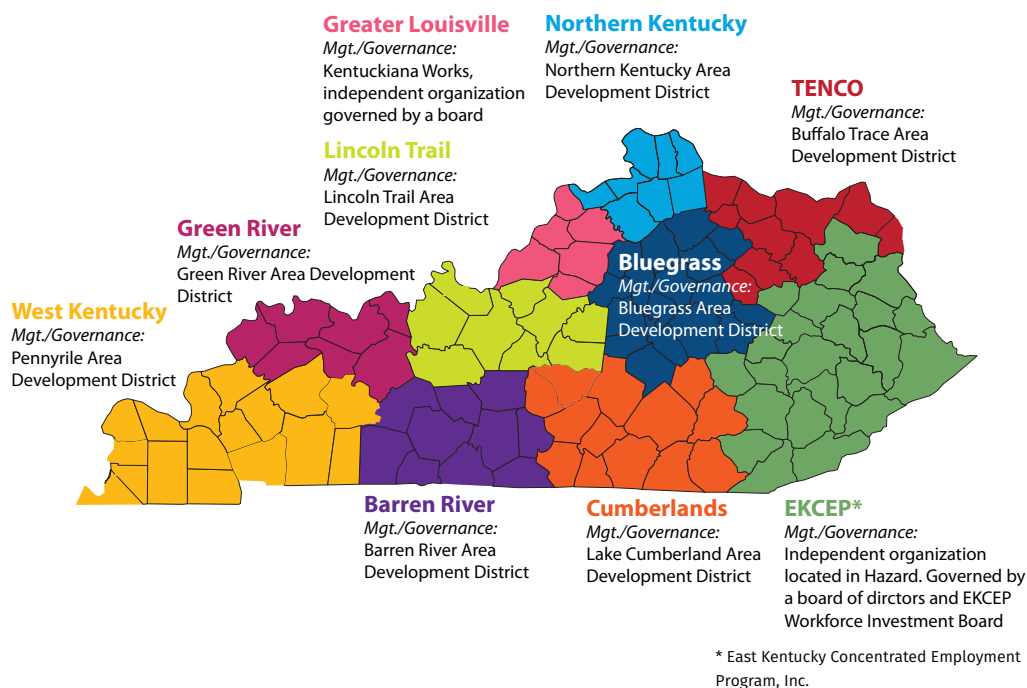 Greater Louisville
Mgt./Governance:
Kentuckiana Works,
independent organization
governed by a board
Northern Kentucky
Mgt./Governance:
Northern Kentucky Area
Development District
TENCO
Mgt./Governance:
Buffalo Trace Area
Development District
Lincoln Trail
Mgt./Governance:
Lincoln Trail Area
Development District
Green River
Mgt./Governance:
Green River Area Development
District
Bluegrass
Mgt./Governance:
Bluegrass Area
Development District
West Kentucky
Mgt./Governance:
Pennyrile Area
Development District
Barren River
Mgt./Governance:
Barren River Area
Development District
Cumberlands
Mgt./Governance:
Lake Cumberland Area
Development District
EKCEP*
Mgt./Governance:
Independent organization
located in Hazard. Governed by
a board of dirctors and EKCEP
Workforce Investment Board
* East Kentucky Concentrated Employment
Program, Inc.